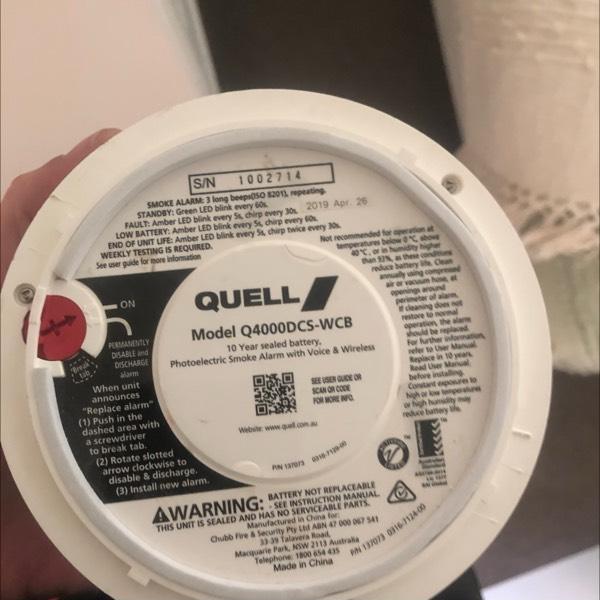 S/N 1002714
SMOKE ALARM: 3 long beeps(ISO 8201), repeating.
STANDBY: Green LED blink every 60s.
2019 Apr. 26
FAULT: Amber LED blink every 5s, chirp every 30s.
LOW BATTERY: Amber LED blink every 5s, chirp every 60s.
END OF UNIT LIFE: Amber LED blink every 5s, chirp twice every 30s.
WEEKLY TESTING IS REQUIRED.
See user guide for more information
Not recommended for operation at
temperatures below 0 °C, above
40 °C, or in humidity higher
than 93%, as these conditions
reduce battery life. Clean
annually using compressed
air or vacuum hose, at
openings around
perimeter of alarm.
If cleaning does
not restore to
normal
operation, the alarm
should be replaced.
For further information,
refer to User Manual.
Replace in 10 years.
Read User Manual,
before installing.
Constant exposures to
high or low temperatures
or high humidity may
reduce battery life.
ON
PERMANENTLY
DISABLE and
DISCHARGE
alarm
Break
tab
When unit
announces
"Replace alarm"
(1) Push in the
dashed area with
a screwdriver
to break tab.
(2) Rotate slotted
arrow clockwise to
disable & discharge.
(3) Install new alarm.
QUELL
Model Q4000DCS-WCB
10 Year sealed battery,
Photoelectric Smoke Alarm with Voice & Wireless
SEE USER GUIDE OR
SCAN QR CODE
FOR MORE INFO.
Website: www.quell.com.au
P/N 137073 0316-7129-00
Australian
Standard
WARNING: BATTERY NOT REPLACEABLE
- SEE INSTRUCTION MANUAL.
THIS UNIT IS SEALED AND HAS NO SERVICEABLE PARTS.
Manufactured in China for:
Chubb Fire & Security Pty Ltd ABN 47 000 067 541
33-39 Talavera Road,
Macquarie Park, NSW 2113 Australia
Telephone: 1800 654 435
Made in China
P/N 137073 0316-7124-00